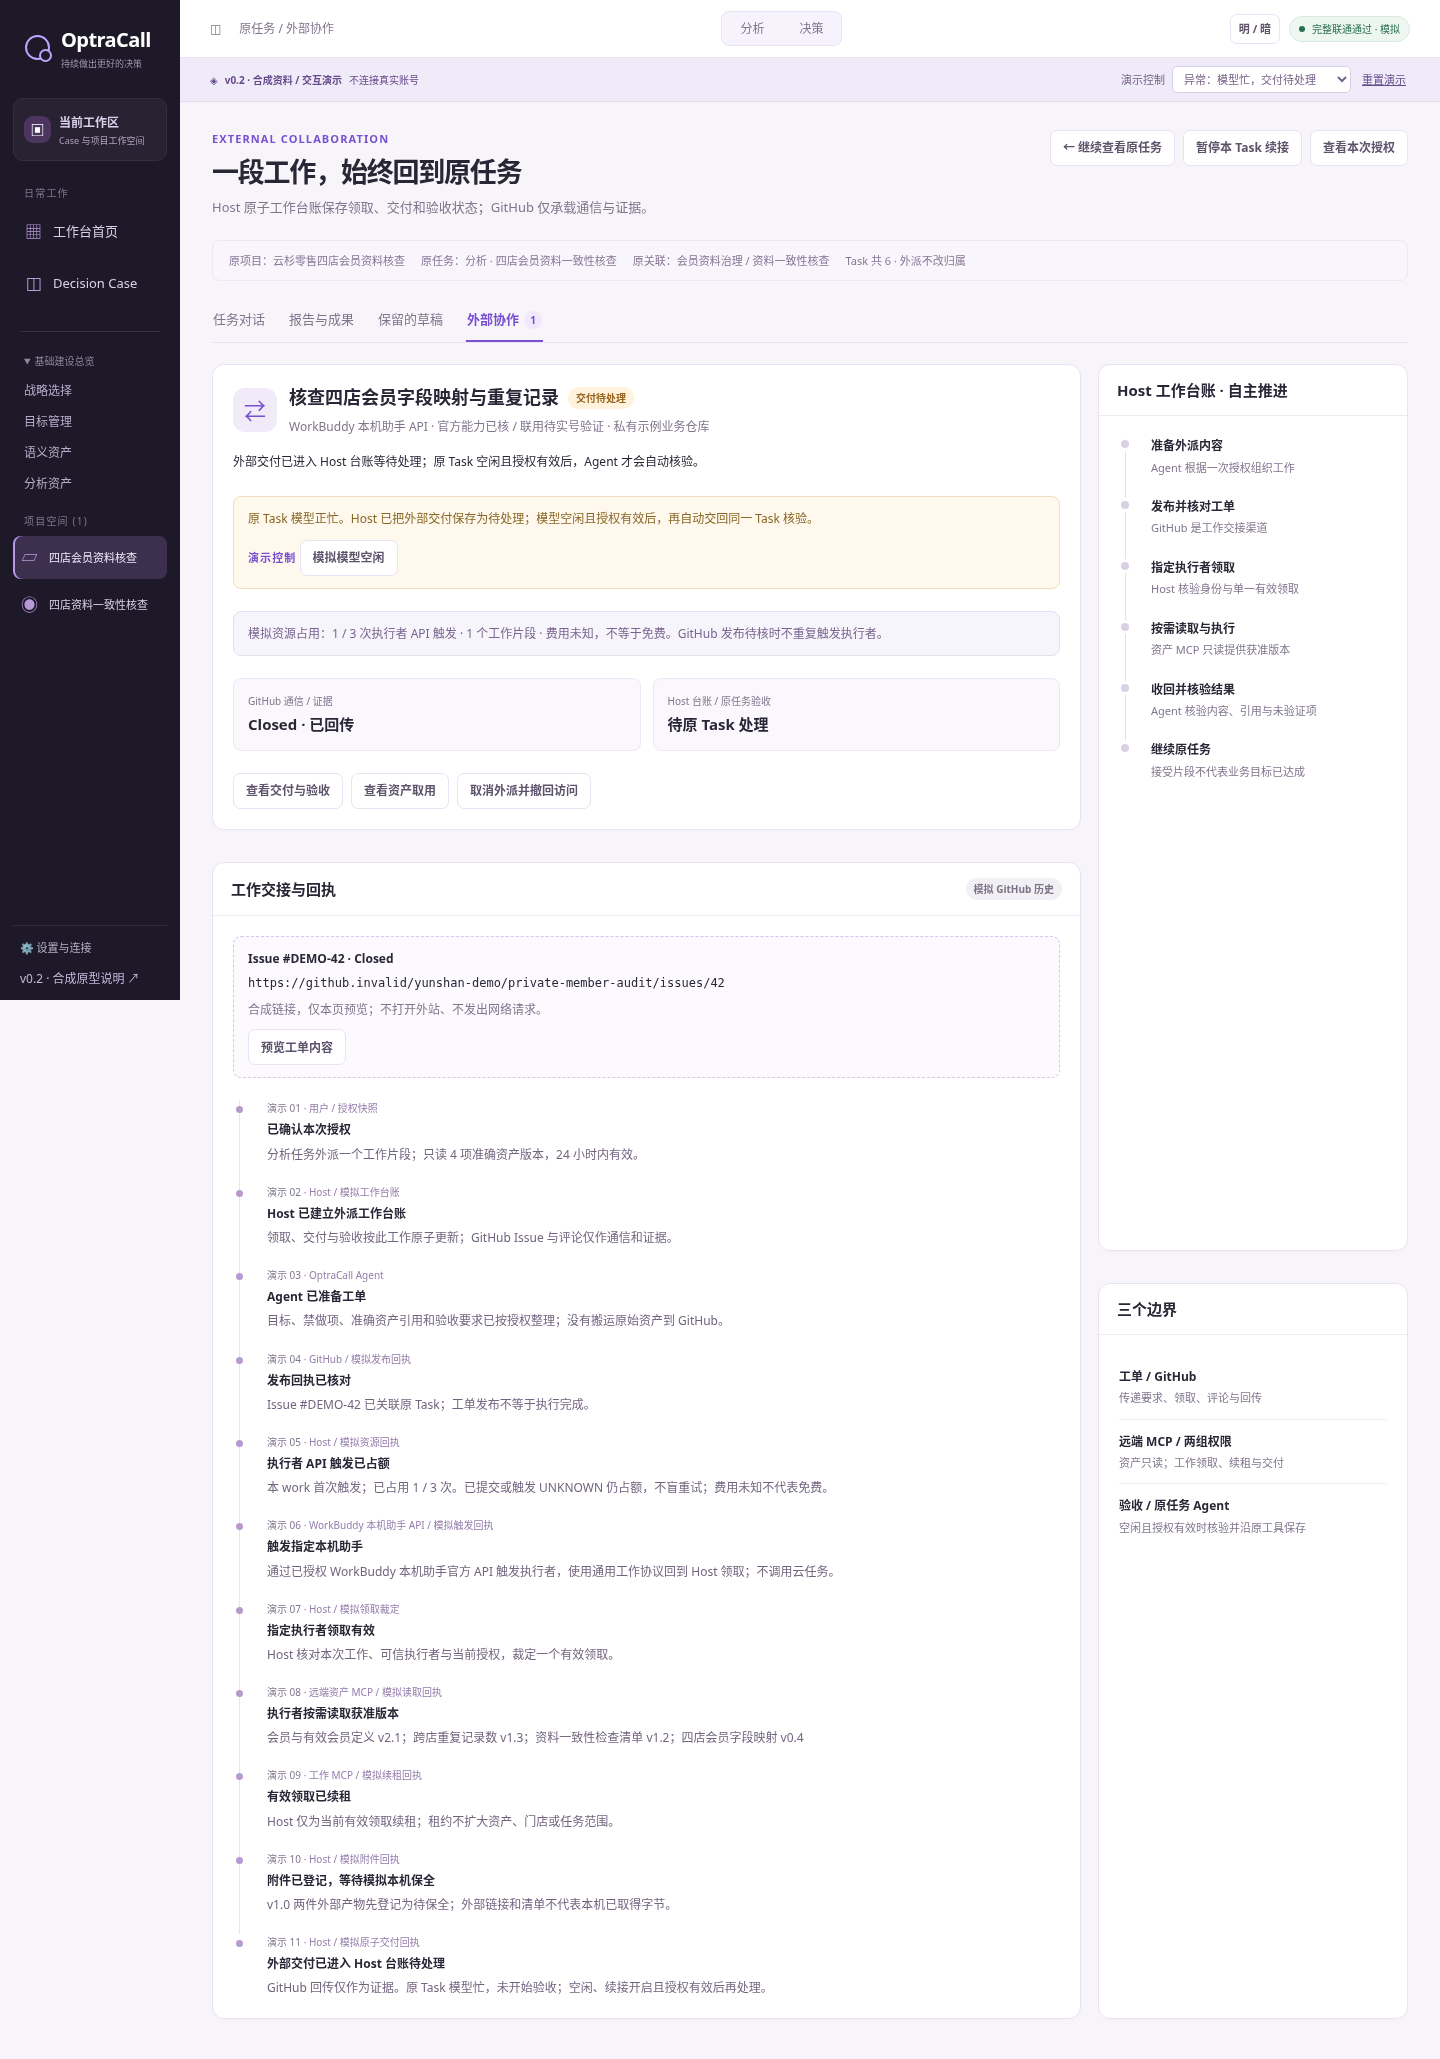 OptraCall
持续做出更好的决策
当前工作区
Case 与项目工作空间
日常工作
工作台首页
Decision Case
▼ 基础建设总览
战略选择
目标管理
语义资产
分析资产
项目空间 (1)
四店会员资料核查
四店资料一致性核查
设置与连接
v0.2 · 合成原型说明 ↗
原任务 / 外部协作
分析
决策
明 / 暗
完整联通通过 · 模拟
◈ v0.2 · 合成资料 / 交互演示 不连接真实账号
演示控制
异常：模型忙，交付待处理
重置演示
EXTERNAL COLLABORATION
一段工作，始终回到原任务
Host 原子工作台账保存领取、交付和验收状态；GitHub 仅承载通信与证据。
← 继续查看原任务
暂停本 Task 续接
查看本次授权
原项目：云杉零售四店会员资料核查 原任务：分析 · 四店会员资料一致性核查 原关联：会员资料治理 / 资料一致性核查 Task 共 6 · 外派不改归属
任务对话
报告与成果
保留的草稿
外部协作 1
核查四店会员字段映射与重复记录 交付待处理
WorkBuddy 本机助手 API · 官方能力已核 / 联用待实号验证 · 私有示例业务仓库
外部交付已进入 Host 台账等待处理；原 Task 空闲且授权有效后，Agent 才会自动核验。
原 Task 模型正忙。Host 已把外部交付保存为待处理；模型空闲且授权有效后，再自动交回同一 Task 核验。
演示控制 模拟模型空闲
模拟资源占用：1 / 3 次执行者 API 触发 · 1 个工作片段 · 费用未知，不等于免费。GitHub 发布待核时不重复触发执行者。
GitHub 通信 / 证据
Closed · 已回传
Host 台账 / 原任务验收
待原 Task 处理
查看交付与验收
查看资产取用
取消外派并撤回访问
工作交接与回执
模拟 GitHub 历史
Issue #DEMO-42 · Closed
https://github.invalid/yunshan-demo/private-member-audit/issues/42
合成链接，仅本页预览；不打开外站、不发出网络请求。
预览工单内容
演示 01 · 用户 / 授权快照
已确认本次授权
分析任务外派一个工作片段；只读 4 项准确资产版本，24 小时内有效。
演示 02 · Host / 模拟工作台账
Host 已建立外派工作台账
领取、交付与验收按此工作原子更新；GitHub Issue 与评论仅作通信和证据。
演示 03 · OptraCall Agent
Agent 已准备工单
目标、禁做项、准确资产引用和验收要求已按授权整理；没有搬运原始资产到 GitHub。
演示 04 · GitHub / 模拟发布回执
发布回执已核对
Issue #DEMO-42 已关联原 Task；工单发布不等于执行完成。
演示 05 · Host / 模拟资源回执
执行者 API 触发已占额
本 work 首次触发；已占用 1 / 3 次。已提交或触发 UNKNOWN 仍占额，不盲重试；费用未知不代表免费。
演示 06 · WorkBuddy 本机助手 API / 模拟触发回执
触发指定本机助手
通过已授权 WorkBuddy 本机助手官方 API 触发执行者，使用通用工作协议回到 Host 领取；不调用云任务。
演示 07 · Host / 模拟领取裁定
指定执行者领取有效
Host 核对本次工作、可信执行者与当前授权，裁定一个有效领取。
演示 08 · 远端资产 MCP / 模拟读取回执
执行者按需读取获准版本
会员与有效会员定义 v2.1；跨店重复记录数 v1.3；资料一致性检查清单 v1.2；四店会员字段映射 v0.4
演示 09 · 工作 MCP / 模拟续租回执
有效领取已续租
Host 仅为当前有效领取续租；租约不扩大资产、门店或任务范围。
演示 10 · Host / 模拟附件回执
附件已登记，等待模拟本机保全
v1.0 两件外部产物先登记为待保全；外部链接和清单不代表本机已取得字节。
演示 11 · Host / 模拟原子交付回执
外部交付已进入 Host 台账待处理
GitHub 回传仅作为证据。原 Task 模型忙，未开始验收；空闲、续接开启且授权有效后再处理。
Host 工作台账 · 自主推进
准备外派内容
Agent 根据一次授权组织工作
发布并核对工单
GitHub 是工作交接渠道
指定执行者领取
Host 核验身份与单一有效领取
按需读取与执行
资产 MCP 只读提供获准版本
收回并核验结果
Agent 核验内容、引用与未验证项
继续原任务
接受片段不代表业务目标已达成
三个边界
工单 / GitHub
传递要求、领取、评论与回传
远端 MCP / 两组权限
资产只读；工作领取、续租与交付
验收 / 原任务 Agent
空闲且授权有效时核验并沿原工具保存